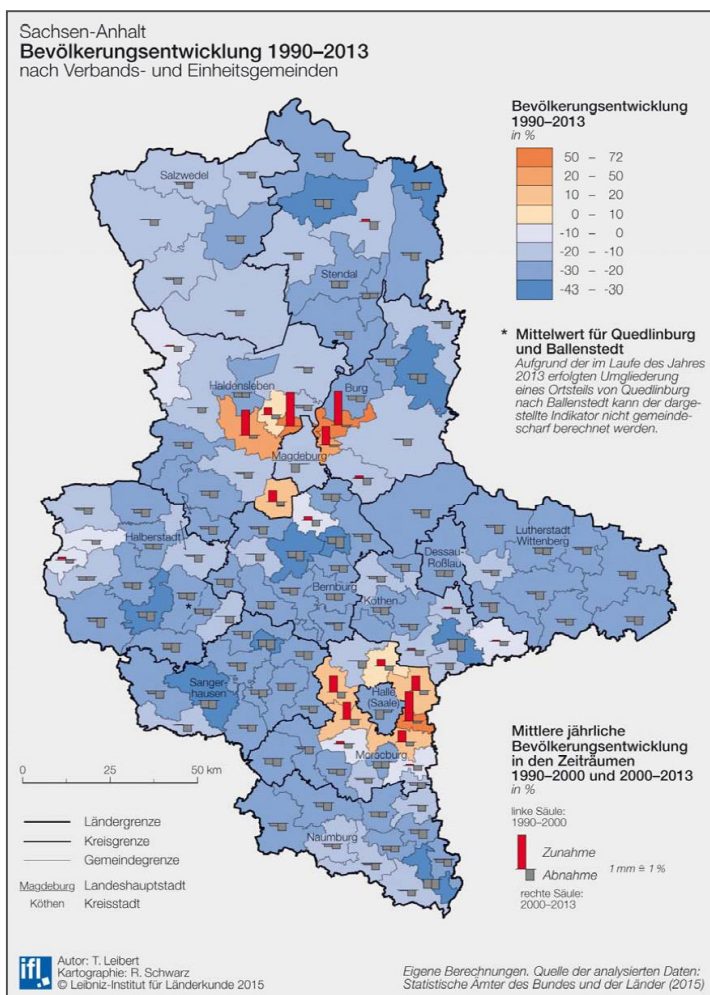 Sachsen-Anhalt
Bevölkerungsentwicklung 1990–2013
nach Verbands- und Einheitsgemeinden
Bevölkerungsentwicklung
1990–2013
in %
50 – 72
20 – 50
10 – 20
0 – 10
-10 – 0
-20 – -10
-30 – -20
-43 – -30
* Mittelwert für Quedlinburg
und Ballenstedt
Aufgrund der im Laufe des Jahres
2013 erfolgten Umgliederung
eines Ortsteils von Quedlinburg
nach Ballenstedt kann der darge-
stellte Indikator nicht gemeinde-
scharf berechnet werden.
Salzwedel
Stendal
Haldensleben
Burg
Magdeburg
Halberstadt
Lutherstadt
Wittenberg
Dessau-
Roßlau
Bernburg
Köthen
*
Sanger-
hausen
Halle
(Saale)
Merseburg
Naumburg
Mittlere jährliche
Bevölkerungsentwicklung
in den Zeiträumen
1990–2000 und 2000–2013
in %
linke Säule:
1990–2000
Zunahme
Abnahme
1 mm ≙ 1 %
rechte Säule:
2000–2013
0 25 50 km
Ländergrenze
Kreisgrenze
Gemeindegrenze
Magdeburg Landeshauptstadt
Köthen Kreisstadt
ifl
Autor: T. Leibert
Kartographie: R. Schwarz
© Leibniz-Institut für Länderkunde 2015
Eigene Berechnungen. Quelle der analysierten Daten:
Statistische Ämter des Bundes und der Länder (2015)